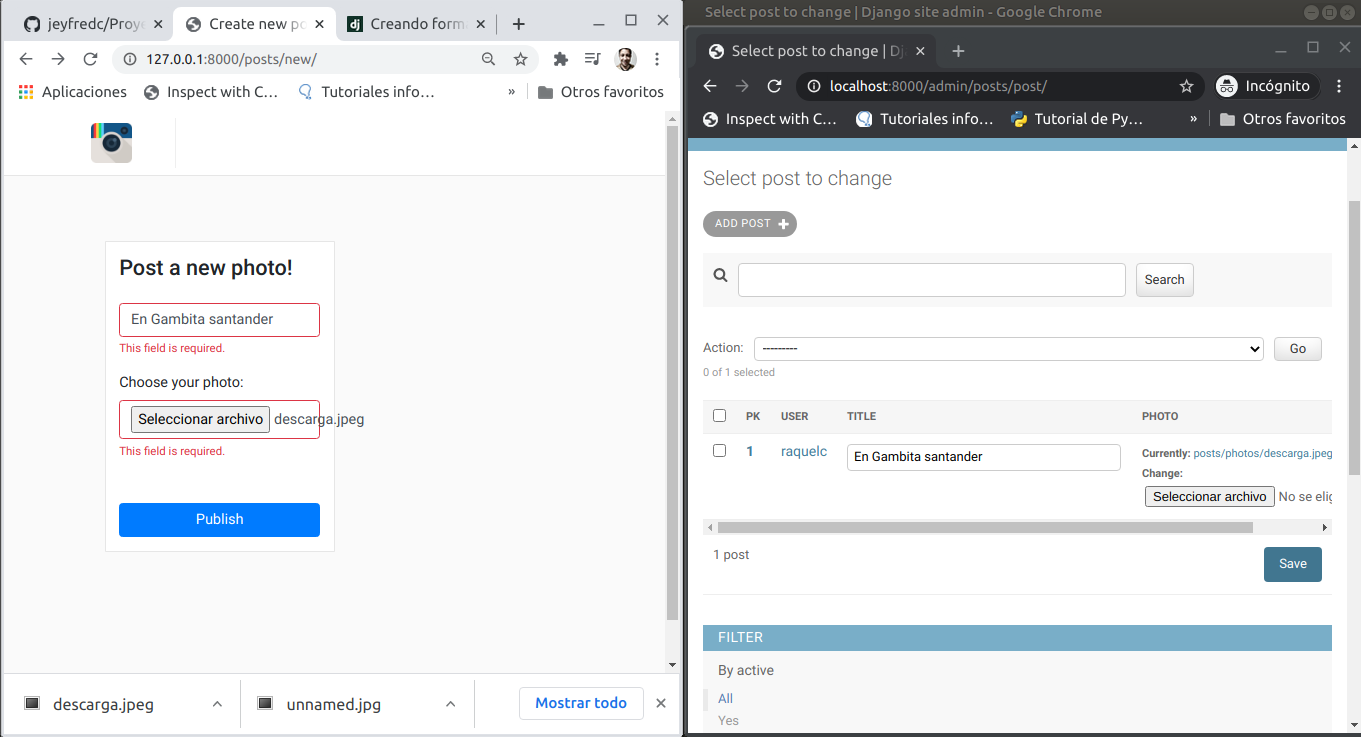 jeyfredc/Proye
Create new po
Creando form
127.0.0.1:8000/posts/new/
Aplicaciones
Inspect with C...
Tutoriales info...
»
Otros favoritos
Post a new photo!
En Gambita santander
This field is required.
Choose your photo:
Seleccionar archivo descarga.jpeg
This field is required.
Publish
descarga.jpeg
unnamed.jpg
Mostrar todo
Select post to change | Django site admin - Google Chrome
Select post to change | Dj
localhost:8000/admin/posts/post/
Incógnito
Inspect with C...
Tutoriales info...
Tutorial de Py...
»
Otros favoritos
Select post to change
ADD POST
Search
Action:
---------
Go
0 of 1 selected
PK USER TITLE PHOTO
1 raquelc En Gambita santander
Currently: posts/photos/descarga.jpeg
Change:
Seleccionar archivo No se elig
1 post
Save
FILTER
By active
All
Yes